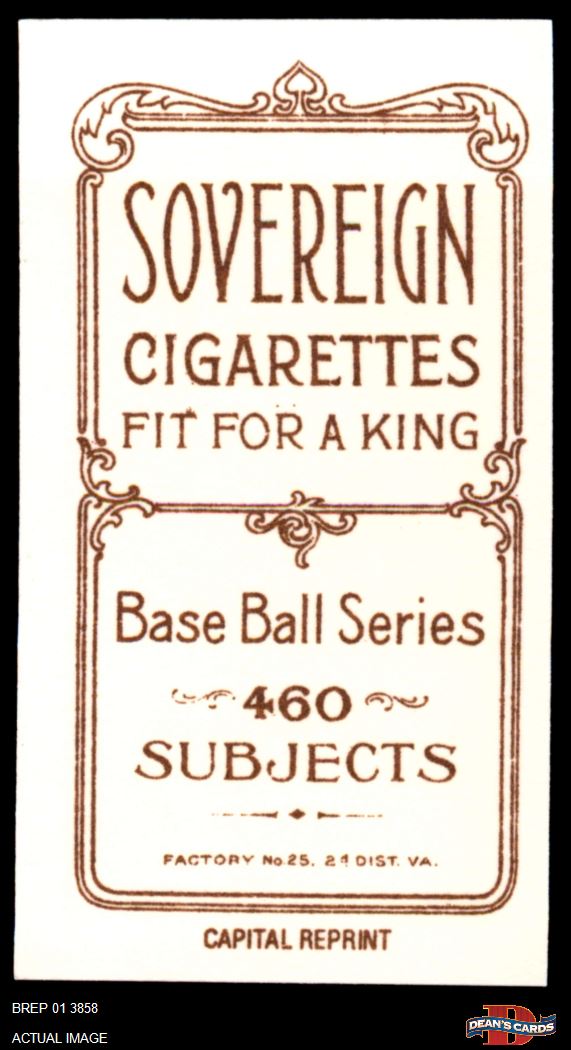 SOVEREIGN
CIGARETTES
FIT FOR A KING
Base Ball Series
460
SUBJECTS
FACTORY No 25. 2d DIST. VA.
CAPITAL REPRINT
BREP 01 3858
ACTUAL IMAGE
D
DEAN'S CARDS